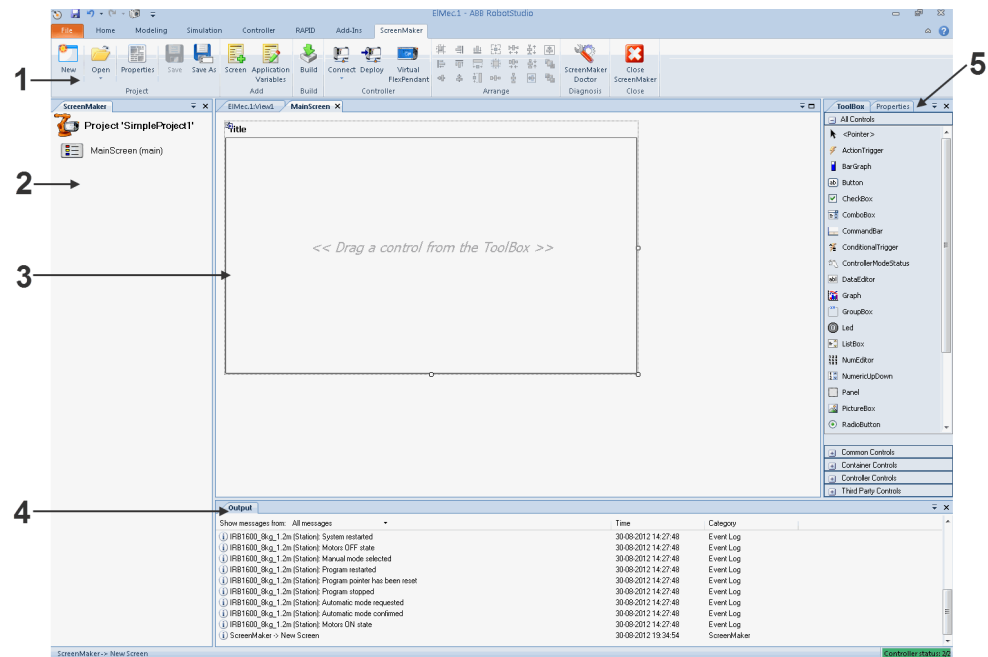 EIMec.1 - ABB RobotStudio
File Home Modeling Simulation Controller RAPID Add-Ins ScreenMaker
New Open Properties Save Save As Screen Application Variables Build Connect Deploy Virtual FlexPendant ScreenMaker Doctor Close ScreenMaker
Project Add Build Controller Arrange Diagnosis Close
1
5
ScreenMaker
EIMec.1:View1 MainScreen
ToolBox Properties
Project 'SimpleProject1'
MainScreen (main)
2
Title
<< Drag a control from the ToolBox >>
3
All Controls
<Pointer>
ActionTrigger
BarGraph
Button
CheckBox
ComboBox
CommandBar
ConditionalTrigger
ControllerModeStatus
DataEditor
Graph
GroupBox
Led
ListBox
NumEditor
NumericUpDown
Panel
PictureBox
RadioButton
Common Controls
Container Controls
Controller Controls
Third Party Controls
4
Output
Show messages from: All messages Time Category
IRB1600_8kg_1.2m (Station): System restarted 30-08-2012 14:27:48 Event Log
IRB1600_8kg_1.2m (Station): Motors OFF state 30-08-2012 14:27:48 Event Log
IRB1600_8kg_1.2m (Station): Manual mode selected 30-08-2012 14:27:48 Event Log
IRB1600_8kg_1.2m (Station): Program restarted 30-08-2012 14:27:48 Event Log
IRB1600_8kg_1.2m (Station): Program pointer has been reset 30-08-2012 14:27:48 Event Log
IRB1600_8kg_1.2m (Station): Program stopped 30-08-2012 14:27:48 Event Log
IRB1600_8kg_1.2m (Station): Automatic mode requested 30-08-2012 14:27:48 Event Log
IRB1600_8kg_1.2m (Station): Automatic mode confirmed 30-08-2012 14:27:48 Event Log
IRB1600_8kg_1.2m (Station): Motors ON state 30-08-2012 14:27:48 Event Log
ScreenMaker -> New Screen 30-08-2012 19:34:54 ScreenMaker
ScreenMaker-> New Screen Controller status: 2/2